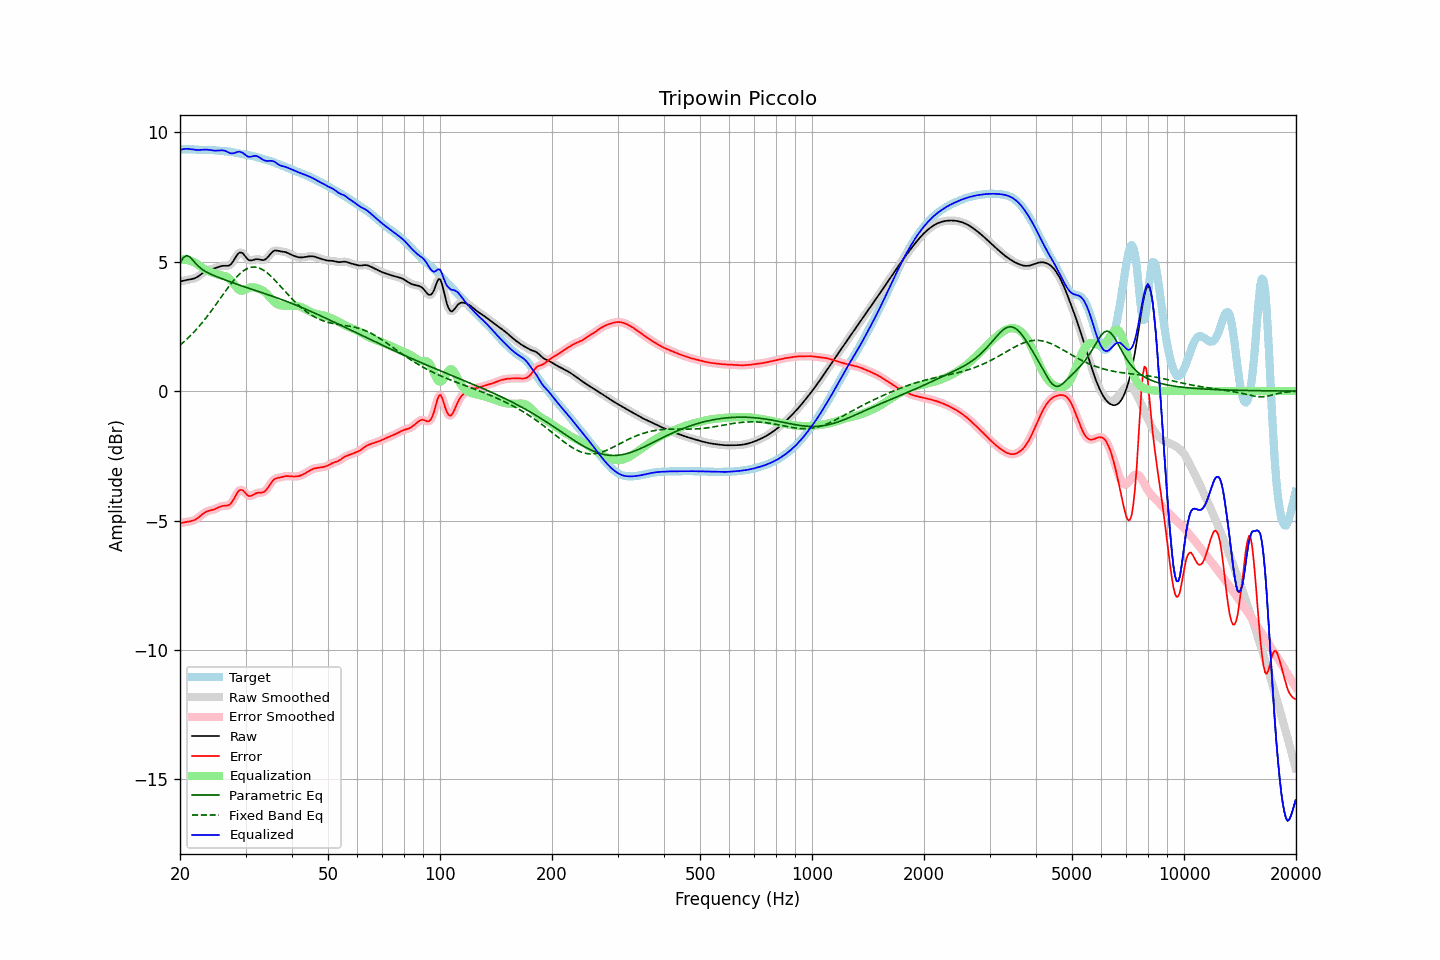 Tripowin Piccolo
Amplitude (dBr)
10
5
0
−5
−10
−15
Target
Raw Smoothed
Error Smoothed
Raw
Error
Equalization
Parametric Eq
Fixed Band Eq
Equalized
20 50 100 200 500 1000 2000 5000 10000 20000
Frequency (Hz)